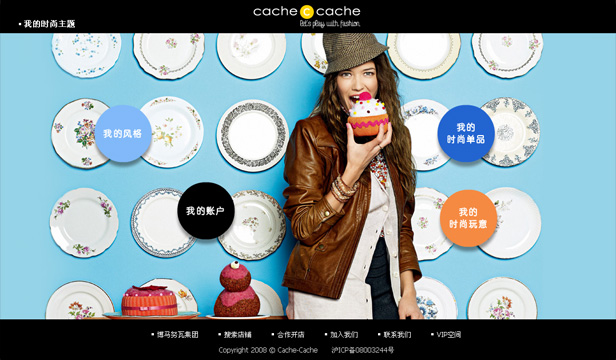 cache c cache
Let's play with fashion.
我的时尚主题
我的风格
我的
时尚单品
我的账户
我的
时尚玩意
博马努瓦集团 搜索店铺 合作开店 加入我们 联系我们 VIP空间
Copyright 2008 © Cache-Cache 沪ICP备08003244号